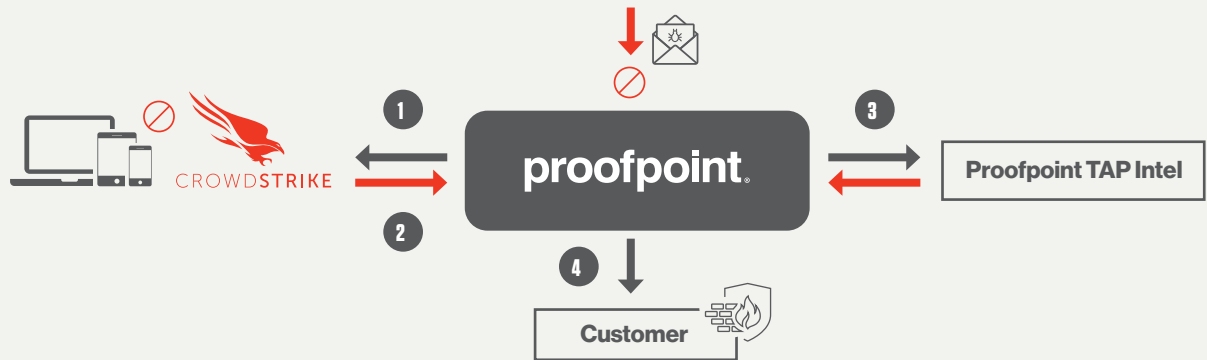 1
3
proofpoint®
CROWDSTRIKE
Proofpoint TAP Intel
2
4
Customer